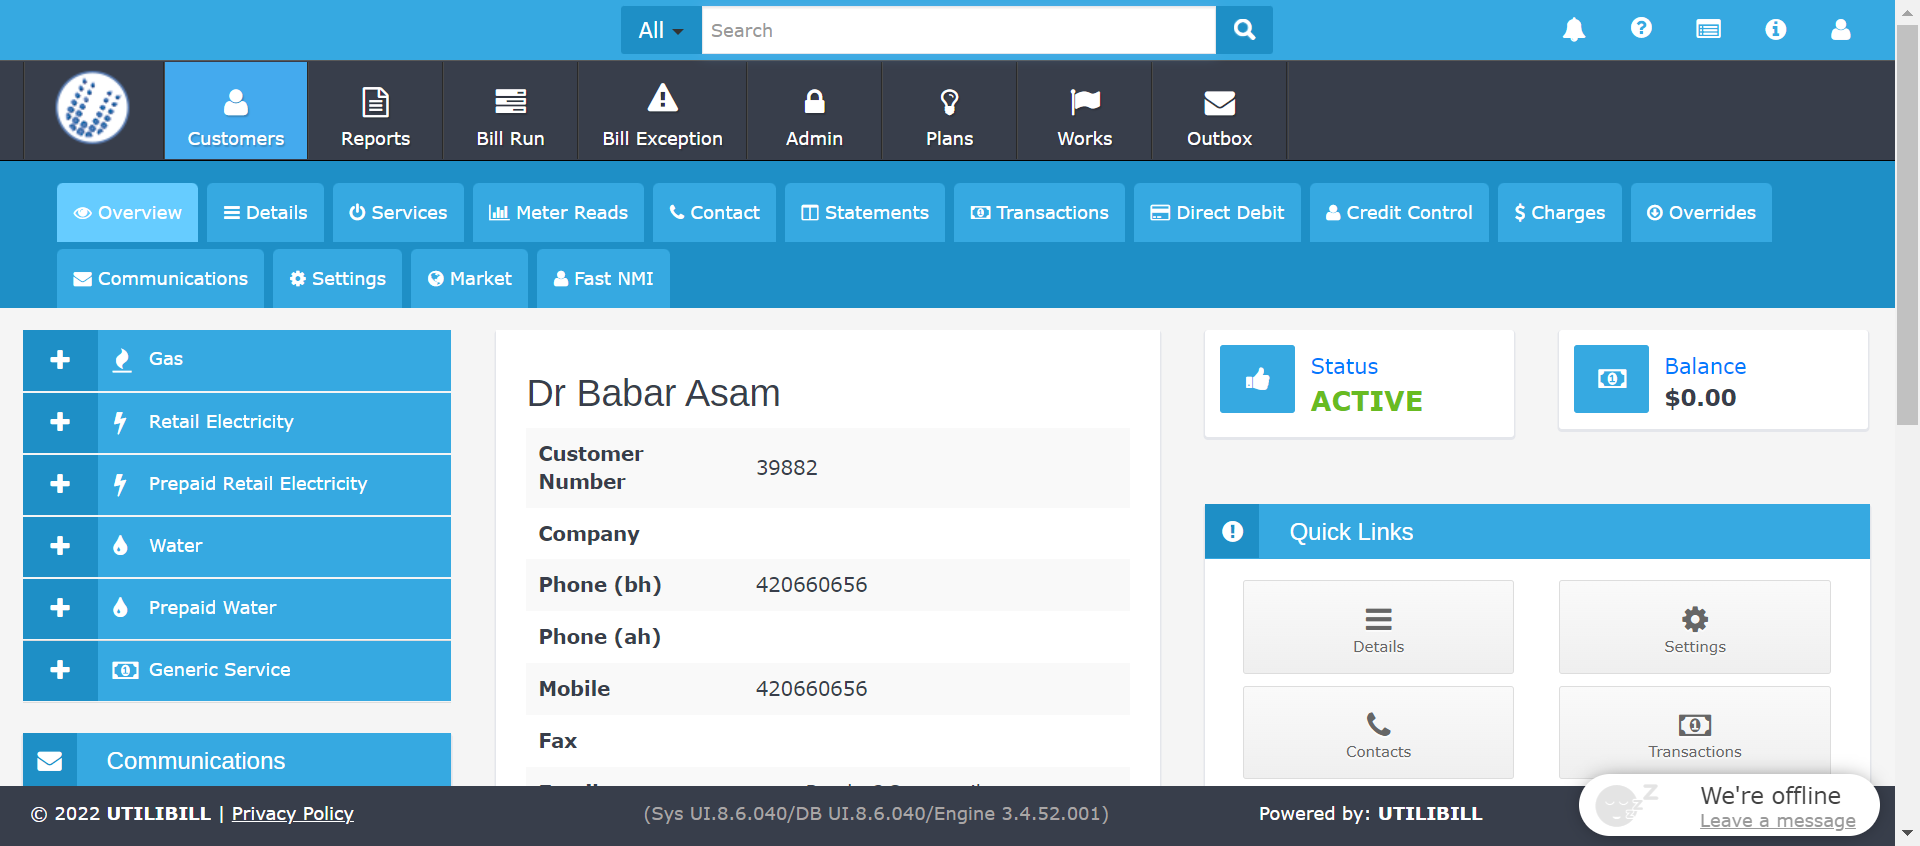 All
Search
Customers
Reports
Bill Run
Bill Exception
Admin
Plans
Works
Outbox
Overview
Details
Services
Meter Reads
Contact
Statements
Transactions
Direct Debit
Credit Control
$ Charges
Overrides
Communications
Settings
Market
Fast NMI
Gas
Retail Electricity
Prepaid Retail Electricity
Water
Prepaid Water
Generic Service
Communications
Dr Babar Asam
Customer Number 39882
Company
Phone (bh) 420660656
Phone (ah)
Mobile 420660656
Fax
Status
ACTIVE
Balance
$0.00
Quick Links
Details
Settings
Contacts
Transactions
© 2022 UTILIBILL | Privacy Policy
(Sys UI.8.6.040/DB UI.8.6.040/Engine 3.4.52.001)
Powered by: UTILIBILL
We're offline
Leave a message